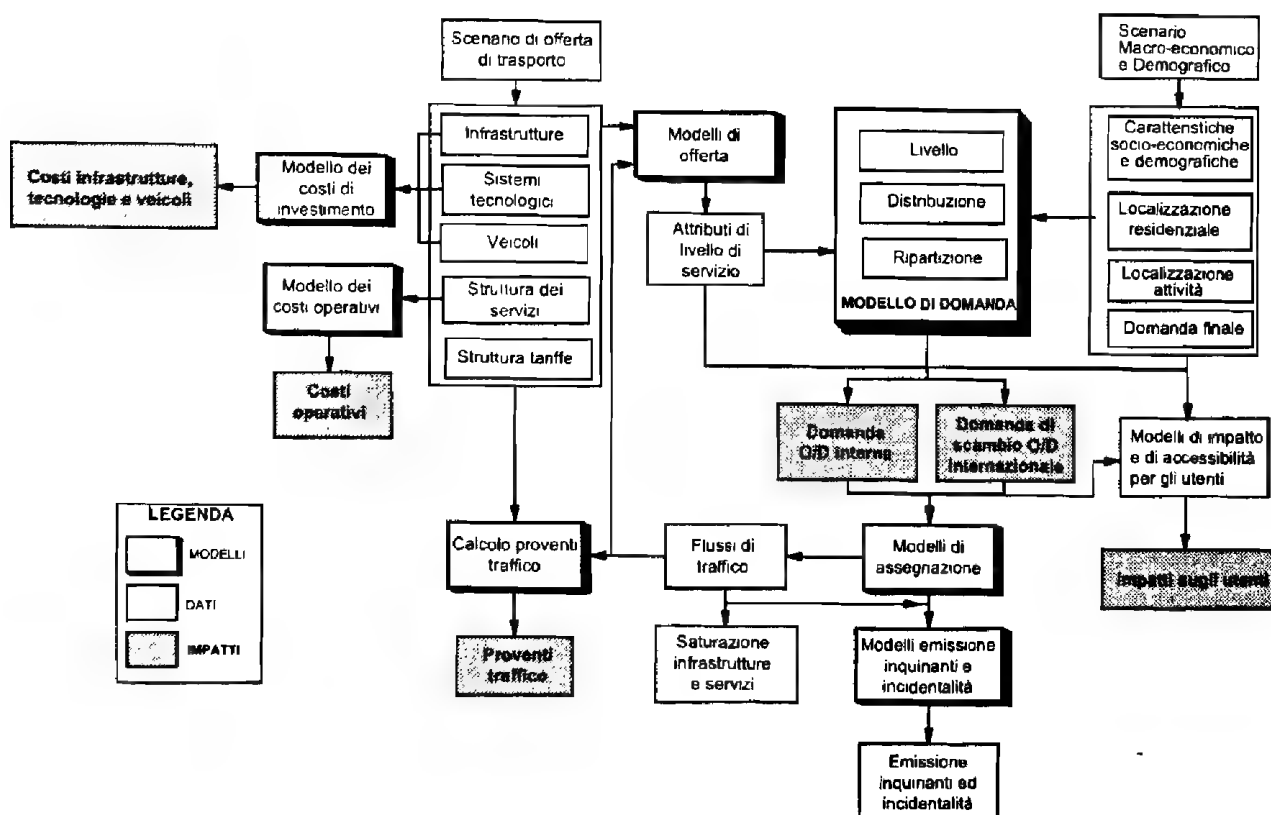 Scenario di offerta
di trasporto
Scenario
Macro-economico
e Demografico
Infrastrutture
Sistemi
tecnologici
Veicoli
Struttura dei
servizi
Struttura tariffe
Modelli di
offerta
Attributi di
livello di
servizio
Livello
Distribuzione
Ripartizione
MODELLO DI DOMANDA
Caratteristiche
socio-economiche
e demografiche
Localizzazione
residenziale
Localizzazione
attività
Domanda finale
Costi infrastrutture,
tecnologie e veicoli
Modello dei
costi di
investimento
Modello dei
costi operativi
Costi
operativi
Domanda
O/D interna
Domanda di
scambio O/D
internazionale
Modelli di impatto
e di accessibilità
per gli utenti
LEGENDA
MODELLI
DATI
IMPATTI
Calcolo proventi
traffico
Flussi di
traffico
Modelli di
assegnazione
Impatti sugli utenti
Proventi
traffico
Saturazione
infrastrutture
e servizi
Modelli emissione
inquinanti e
incidentalità
Emissione
inquinanti ed
incidentalità